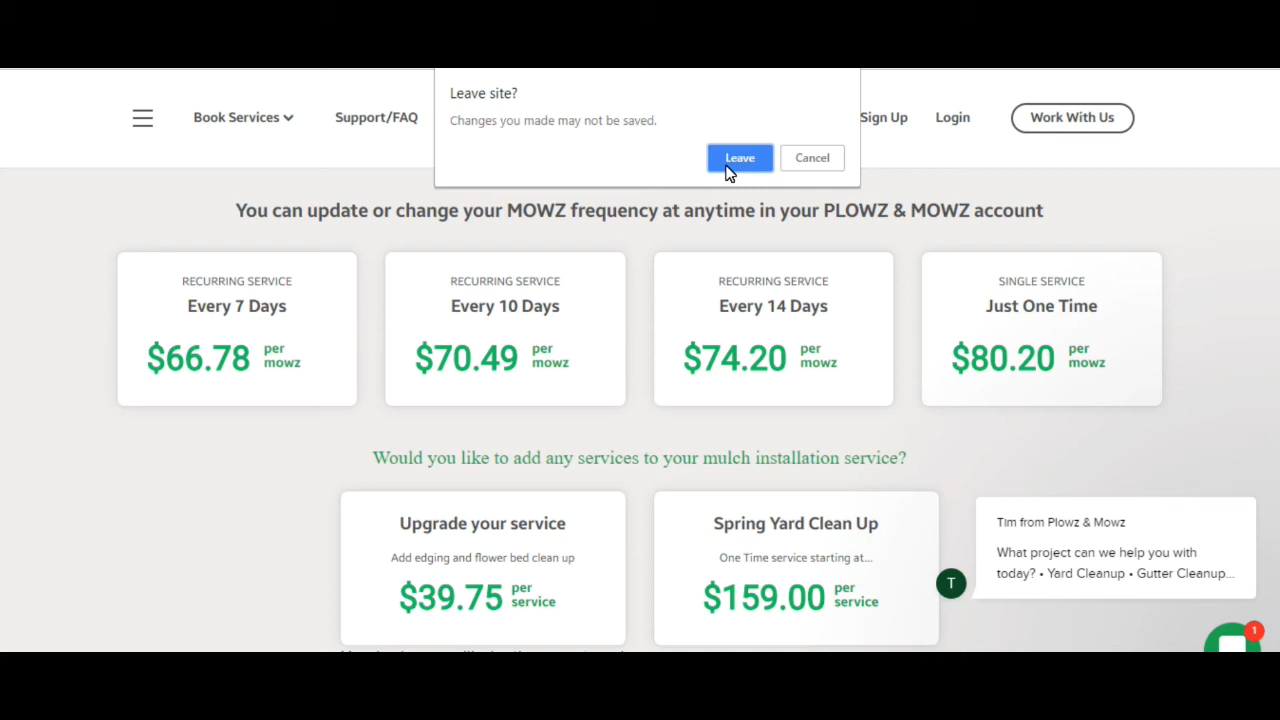 Leave site?
Changes you made may not be saved.
Leave Cancel
Book Services Support/FAQ Sign Up Login Work With Us
You can update or change your MOWZ frequency at anytime in your PLOWZ & MOWZ account
RECURRING SERVICE
Every 7 Days
$66.78 per mowz
RECURRING SERVICE
Every 10 Days
$70.49 per mowz
RECURRING SERVICE
Every 14 Days
$74.20 per mowz
SINGLE SERVICE
Just One Time
$80.20 per mowz
Would you like to add any services to your mulch installation service?
Upgrade your service
Add edging and flower bed clean up
$39.75 per service
Spring Yard Clean Up
One Time service starting at...
$159.00 per service
Tim from Plowz & Mowz
What project can we help you with
today? • Yard Cleanup • Gutter Cleanup...
T
1